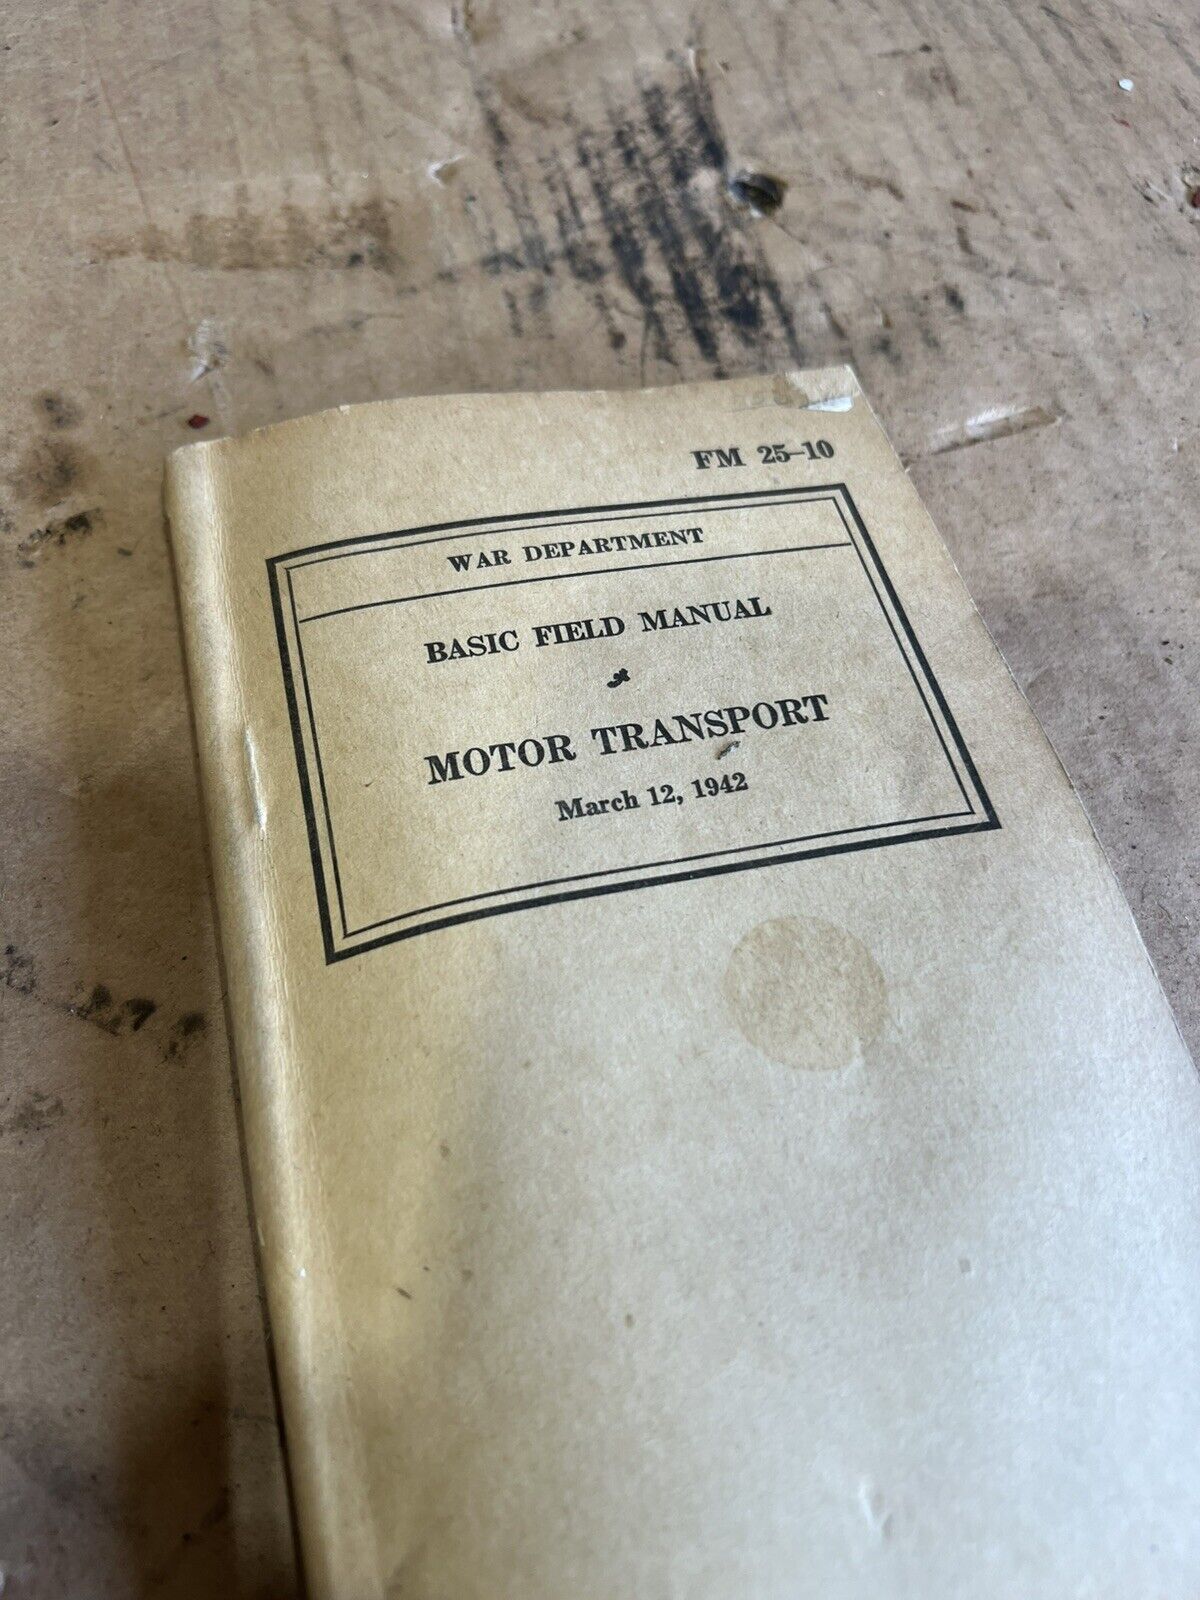 FM 25–10
WAR DEPARTMENT
BASIC FIELD MANUAL
MOTOR TRANSPORT
March 12, 1942